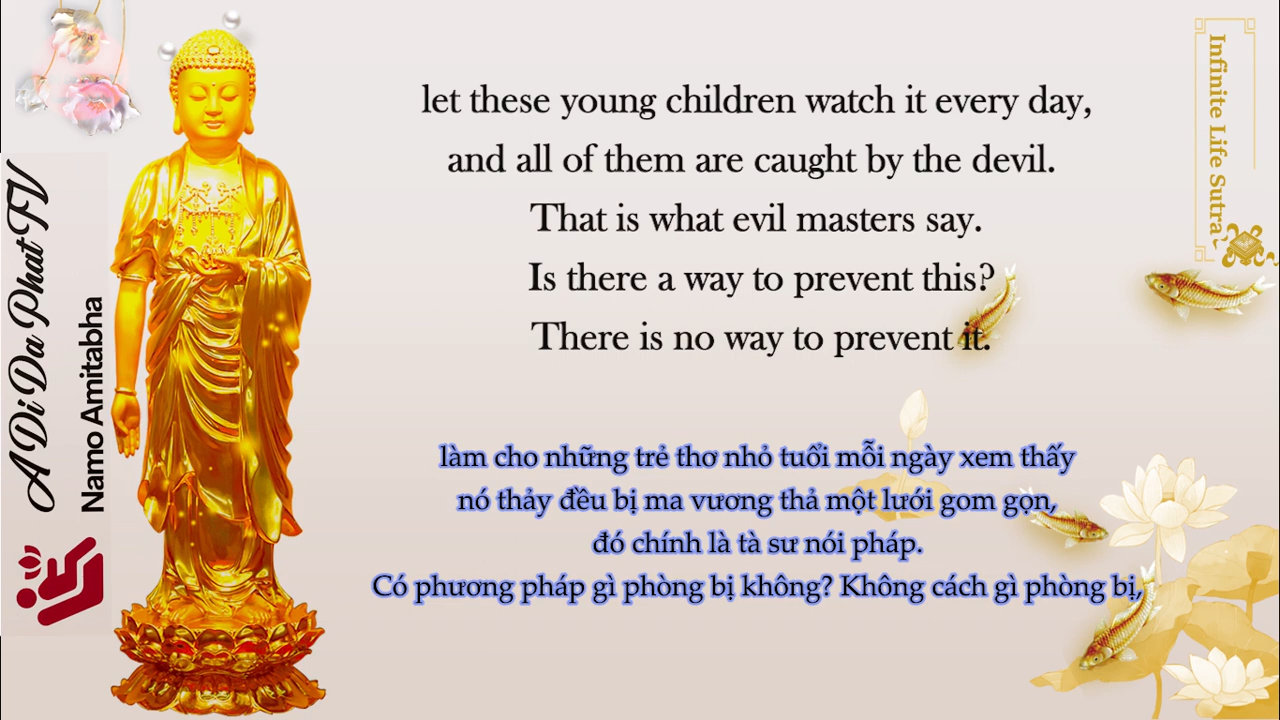 let these young children watch it every day,
and all of them are caught by the devil.
That is what evil masters say.
Is there a way to prevent this?
There is no way to prevent it.
làm cho những trẻ thơ nhỏ tuổi mỗi ngày xem thấy
nó thảy đều bị ma vương thả một lưới gom gọn,
đó chính là tà sư nói pháp.
Có phương pháp gì phòng bị không? Không cách gì phòng bị,
A Di Da Phat TV
Namo Amitabha
Infinite Life Sutra